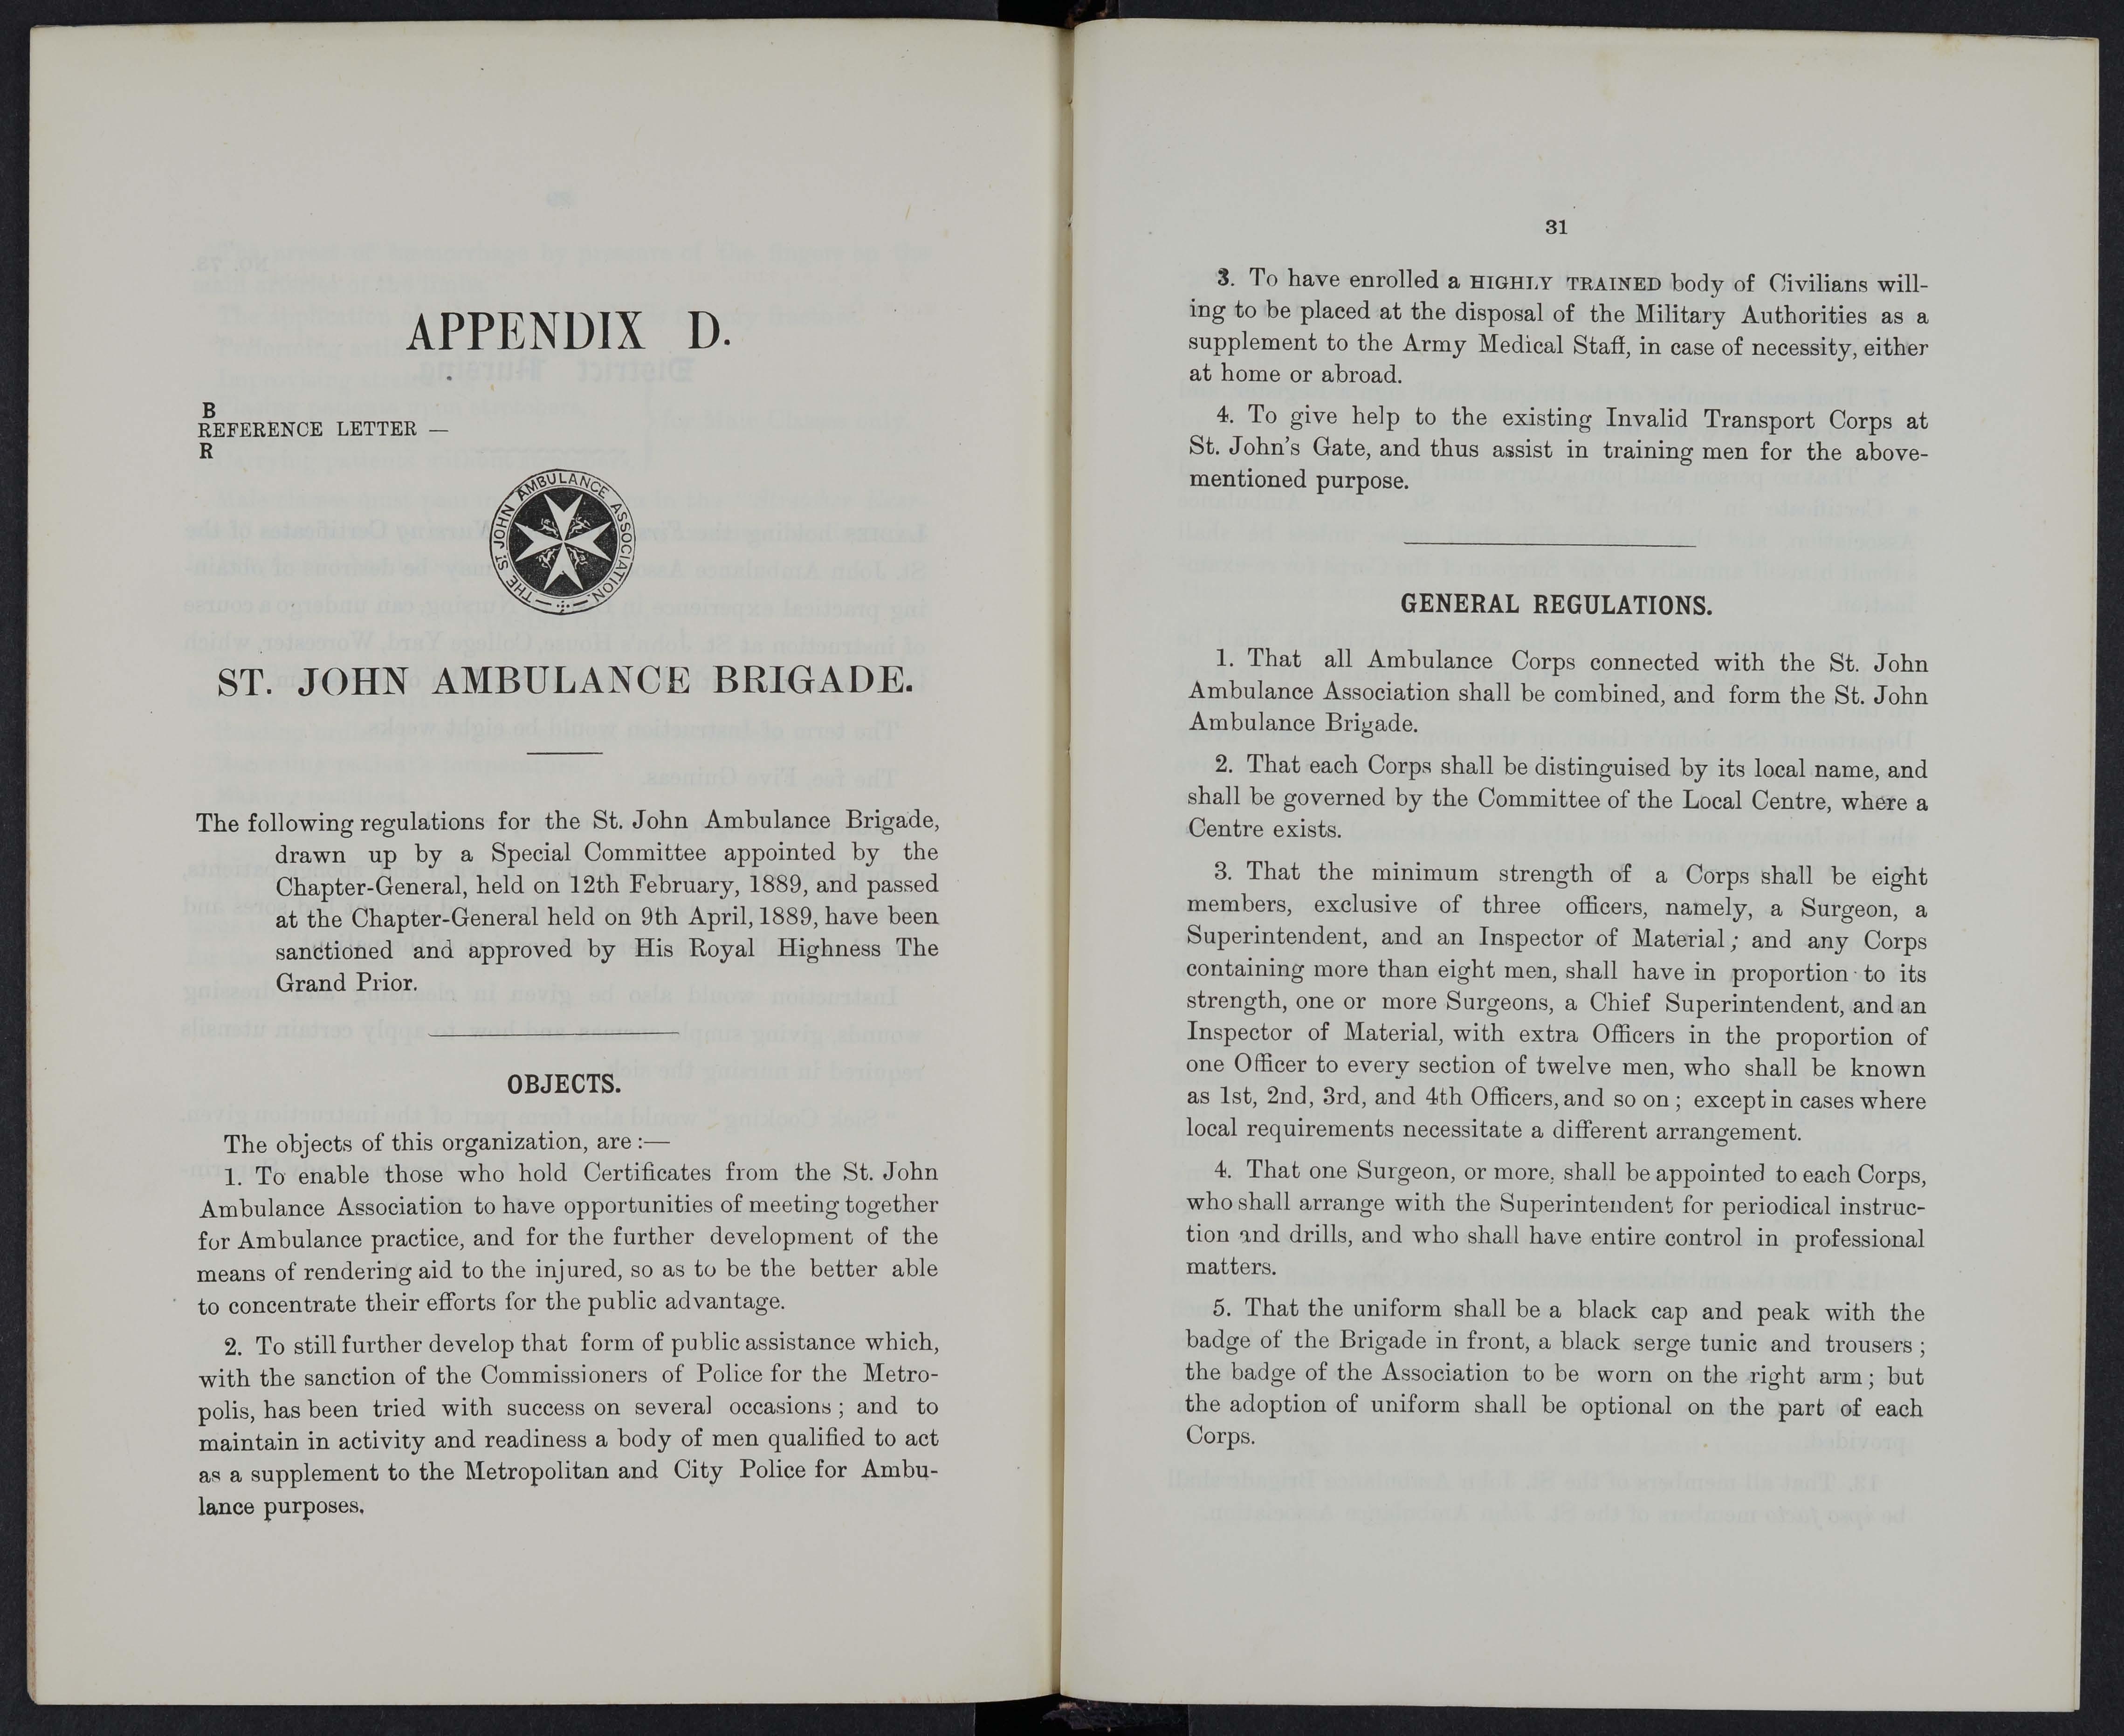 APPENDIX D.
B
REFERENCE LETTER —
R
THE ST. JOHN AMBULANCE ASSOCIATION.
ST. JOHN AMBULANCE BRIGADE.
The following regulations for the St. John Ambulance Brigade,
drawn up by a Special Committee appointed by the
Chapter-General, held on 12th February, 1889, and passed
at the Chapter-General held on 9th April, 1889, have been
sanctioned and approved by His Royal Highness The
Grand Prior.
OBJECTS.
The objects of this organization, are :—
1. To enable those who hold Certificates from the St. John
Ambulance Association to have opportunities of meeting together
for Ambulance practice, and for the further development of the
means of rendering aid to the injured, so as to be the better able
to concentrate their efforts for the public advantage.
2. To still further develop that form of public assistance which,
with the sanction of the Commissioners of Police for the Metro-
polis, has been tried with success on several occasions ; and to
maintain in activity and readiness a body of men qualified to act
as a supplement to the Metropolitan and City Police for Ambu-
lance purposes.
31
3. To have enrolled a HIGHLY TRAINED body of Civilians will-
ing to be placed at the disposal of the Military Authorities as a
supplement to the Army Medical Staff, in case of necessity, either
at home or abroad.
4. To give help to the existing Invalid Transport Corps at
St. John's Gate, and thus assist in training men for the above-
mentioned purpose.
GENERAL REGULATIONS.
1. That all Ambulance Corps connected with the St. John
Ambulance Association shall be combined, and form the St. John
Ambulance Brigade.
2. That each Corps shall be distinguised by its local name, and
shall be governed by the Committee of the Local Centre, where a
Centre exists.
3. That the minimum strength of a Corps shall be eight
members, exclusive of three officers, namely, a Surgeon, a
Superintendent, and an Inspector of Material ; and any Corps
containing more than eight men, shall have in proportion to its
strength, one or more Surgeons, a Chief Superintendent, and an
Inspector of Material, with extra Officers in the proportion of
one Officer to every section of twelve men, who shall be known
as 1st, 2nd, 3rd, and 4th Officers, and so on ; except in cases where
local requirements necessitate a different arrangement.
4. That one Surgeon, or more, shall be appointed to each Corps,
who shall arrange with the Superintendent for periodical instruc-
tion and drills, and who shall have entire control in professional
matters.
5. That the uniform shall be a black cap and peak with the
badge of the Brigade in front, a black serge tunic and trousers ;
the badge of the Association to be worn on the right arm ; but
the adoption of uniform shall be optional on the part of each
Corps.